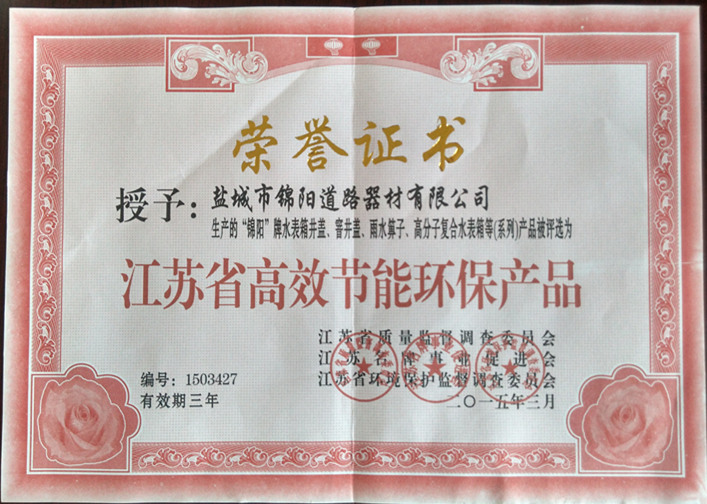 荣誉证书
授予：盐城市锦阳道路器材有限公司
生产的“锦阳”牌水表箱井盖、窨井盖、雨水箅子、高分子复合水表箱等(系列)产品被评选为
江苏省高效节能环保产品
江苏省质量监督调查委员会
江苏名牌事业促进会
江苏省环境保护监督调查委员会
编号：1503427
有效期三年
二〇一五年三月